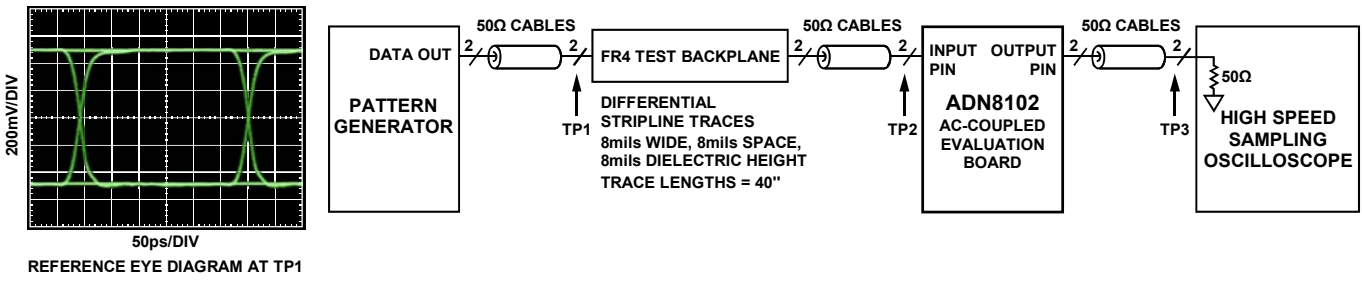 200mV/DIV
50ps/DIV
REFERENCE EYE DIAGRAM AT TP1
DATA OUT
PATTERN
GENERATOR
2
50Ω CABLES
2
TP1
FR4 TEST BACKPLANE
DIFFERENTIAL
STRIPLINE TRACES
8mils WIDE, 8mils SPACE,
8mils DIELECTRIC HEIGHT
TRACE LENGTHS = 40"
2
50Ω CABLES
2
TP2
INPUT
PIN
OUTPUT
PIN
ADN8102
AC-COUPLED
EVALUATION
BOARD
2
50Ω CABLES
2
TP3
50Ω
HIGH SPEED
SAMPLING
OSCILLOSCOPE